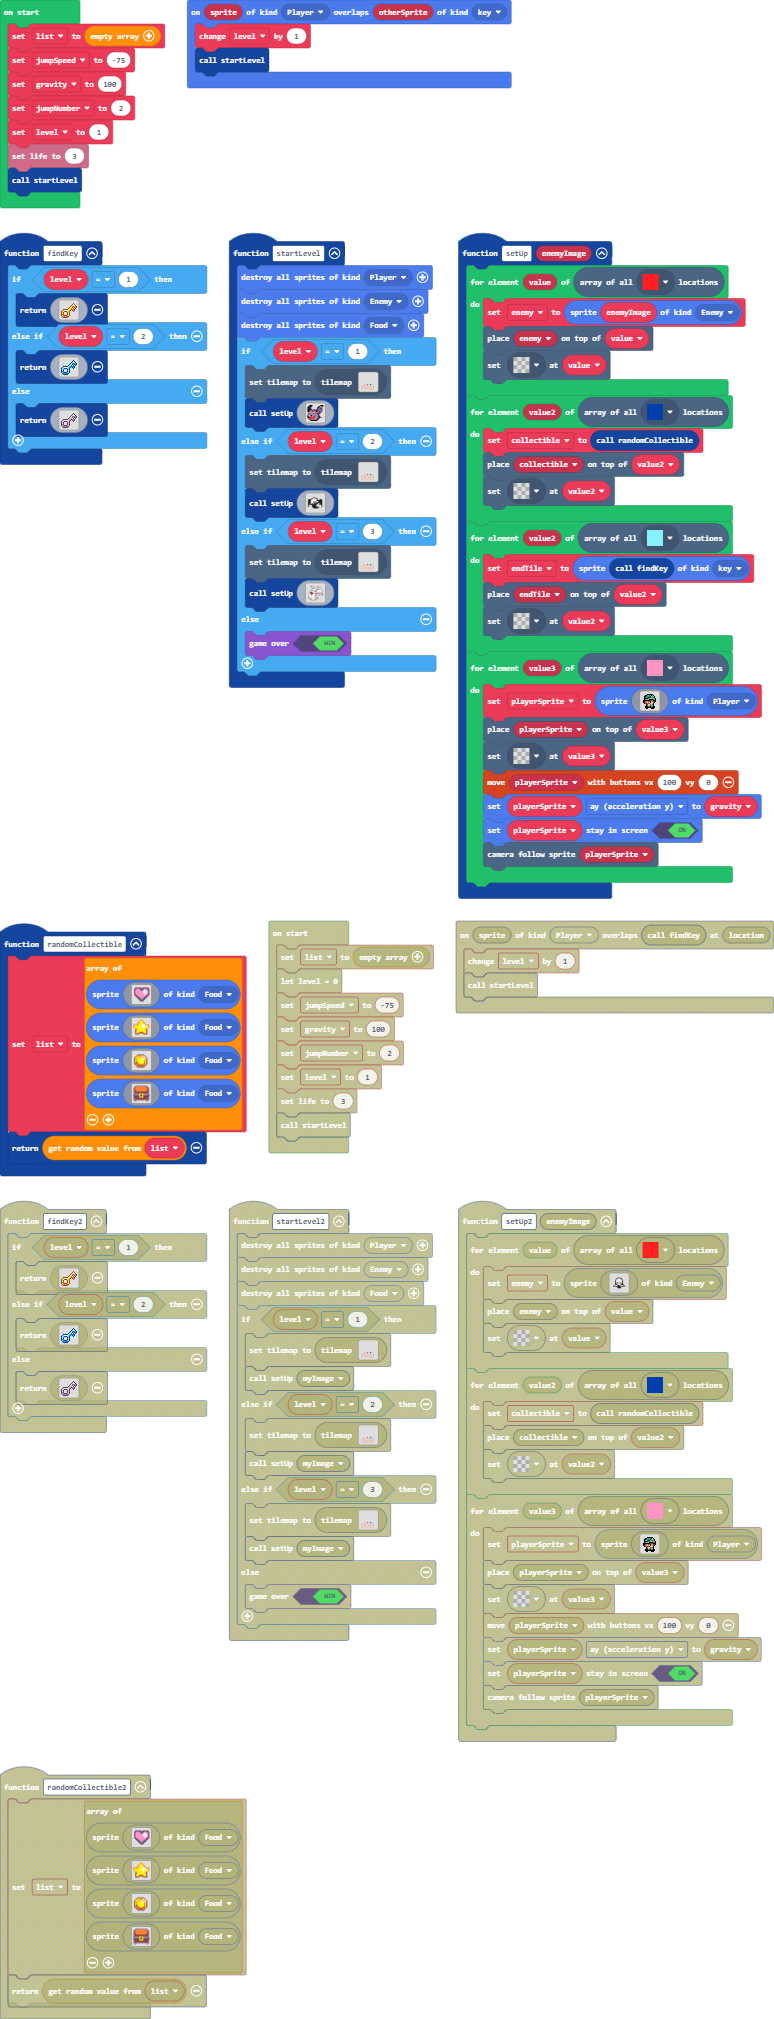 on start
set list to empty array
set jumpSpeed to -75
set gravity to 100
set jumpNumber to 2
set level to 1
set life to 3
call startLevel
on sprite of kind Player overlaps otherSprite of kind key
change level by 1
call startLevel
function findKey
if level = 1 then
return
else if level = 2 then
return
else
return
function startLevel
destroy all sprites of kind Player
destroy all sprites of kind Enemy
destroy all sprites of kind Food
if level = 1 then
set tilemap to tilemap
call setUp
else if level = 2 then
set tilemap to tilemap
call setUp
else if level = 3 then
set tilemap to tilemap
call setUp
else
game over WIN
function setUp enemyImage
for element value of array of all locations
do
set enemy to sprite enemyImage of kind Enemy
place enemy on top of value
set at value
for element value2 of array of all locations
do
set collectible to call randomCollectible
place collectible on top of value2
set at value2
for element value2 of array of all locations
do
set endTile to sprite call findKey of kind key
place endTile on top of value2
set at value2
for element value3 of array of all locations
do
set playerSprite to sprite of kind Player
place playerSprite on top of value3
set at value3
move playerSprite with buttons vx 100 vy 0
set playerSprite ay (acceleration y) to gravity
set playerSprite stay in screen ON
camera follow sprite playerSprite
function randomCollectible
array of
sprite of kind Food
sprite of kind Food
set list to
sprite of kind Food
sprite of kind Food
return get random value from list
on start
set list to empty array
let level = 0
set jumpSpeed to -75
set gravity to 100
set jumpNumber to 2
set level to 1
set life to 3
call startLevel
on sprite of kind Player overlaps call findKey at location
change level by 1
call startLevel
function findKey2
if level = 1 then
return
else if level = 2 then
return
else
return
function startLevel2
destroy all sprites of kind Player
destroy all sprites of kind Enemy
destroy all sprites of kind Food
if level = 1 then
set tilemap to tilemap
call setUp myImage
else if level = 2 then
set tilemap to tilemap
call setUp myImage
else if level = 3 then
set tilemap to tilemap
call setUp myImage
else
game over WIN
function setUp2 enemyImage
for element value of array of all locations
do
set enemy to sprite of kind Enemy
place enemy on top of value
set at value
for element value2 of array of all locations
do
set collectible to call randomCollectible
place collectible on top of value2
set at value2
for element value3 of array of all locations
do
set playerSprite to sprite of kind Player
place playerSprite on top of value3
set at value3
move playerSprite with buttons vx 100 vy 0
set playerSprite ay (acceleration y) to gravity
set playerSprite stay in screen ON
camera follow sprite playerSprite
function randomCollectible2
array of
sprite of kind Food
sprite of kind Food
set list to
sprite of kind Food
sprite of kind Food
return get random value from list